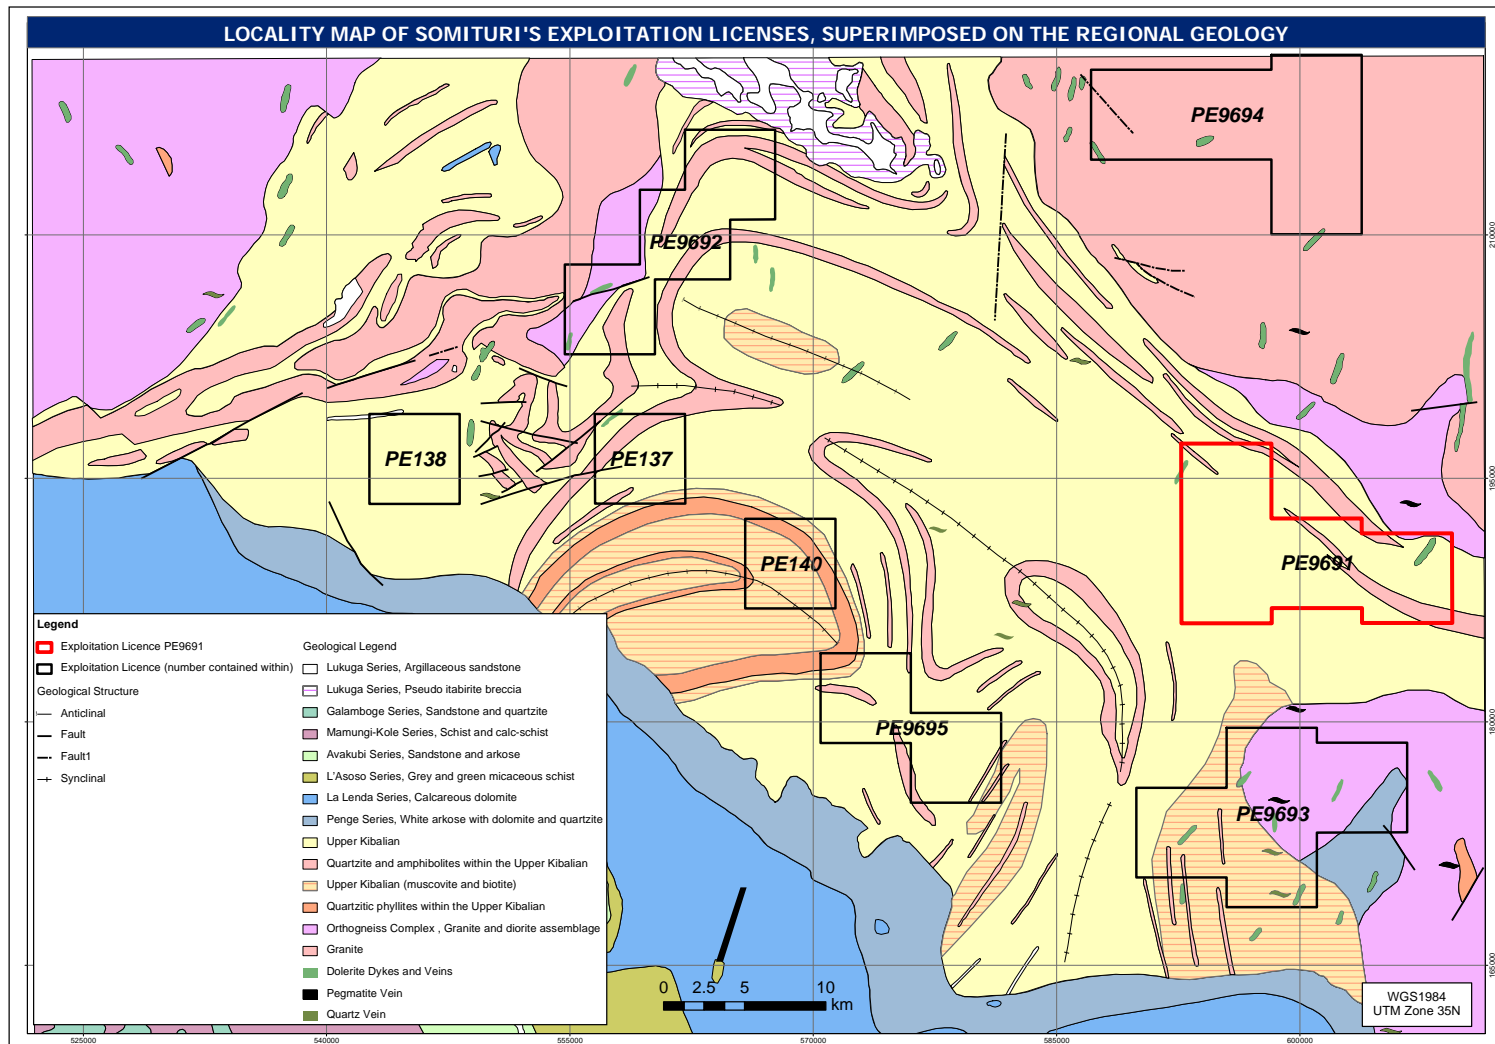 LOCALITY MAP OF SOMITURI'S EXPLOITATION LICENSES, SUPERIMPOSED ON THE REGIONAL GEOLOGY
PE9694
PE9692
210000
PE138
PE137
195000
PE140
PE9691
PE9695
180000
PE9693
165000
Legend
Exploitation Licence PE9691
Exploitation Licence (number contained within)
Geological Structure
Anticlinal
Fault
Fault1
Synclinal
Geological Legend
Lukuga Series, Argillaceous sandstone
Lukuga Series, Pseudo itabirite breccia
Galamboge Series, Sandstone and quartzite
Mamungi-Kole Series, Schist and calc-schist
Avakubi Series, Sandstone and arkose
L'Asoso Series, Grey and green micaceous schist
La Lenda Series, Calcareous dolomite
Penge Series, White arkose with dolomite and quartzite
Upper Kibalian
Quartzite and amphibolites within the Upper Kibalian
Upper Kibalian (muscovite and biotite)
Quartzitic phyllites within the Upper Kibalian
Orthogneiss Complex , Granite and diorite assemblage
Granite
Dolerite Dykes and Veins
Pegmatite Vein
Quartz Vein
0 2.5 5 10
km
WGS1984
UTM Zone 35N
525000 540000 555000 570000 585000 600000